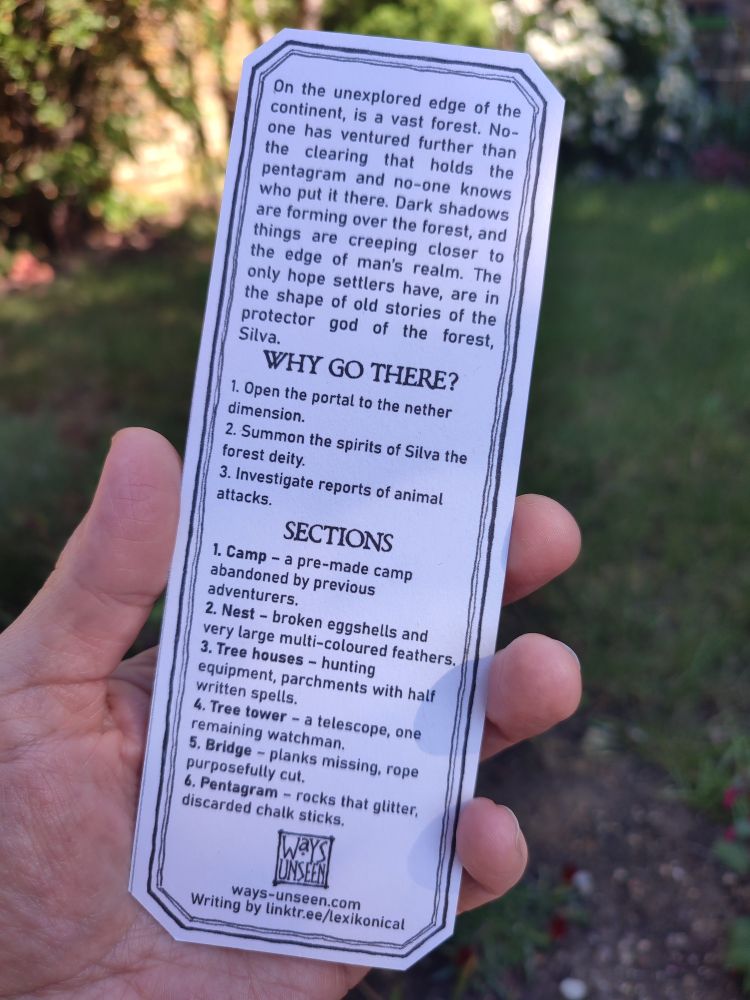 On the unexplored edge of the
continent, is a vast forest. No-
one has ventured further than
the clearing that holds the
pentagram and no-one knows
who put it there. Dark shadows
are forming over the forest, and
things are creeping closer to
the edge of man's realm. The
only hope settlers have, are in
the shape of old stories of the
protector god of the forest,
Silva.
WHY GO THERE?
1. Open the portal to the nether
dimension.
2. Summon the spirits of Silva the
forest deity.
3. Investigate reports of animal
attacks.
SECTIONS
1. Camp – a pre-made camp
abandoned by previous
adventurers.
2. Nest – broken eggshells and
very large multi-coloured feathers.
3. Tree houses – hunting
equipment, parchments with half
written spells.
4. Tree tower – a telescope, one
remaining watchman.
5. Bridge – planks missing, rope
purposefully cut.
6. Pentagram – rocks that glitter,
discarded chalk sticks.
WAYS
UNSEEN
ways-unseen.com
Writing by linktr.ee/lexikonical